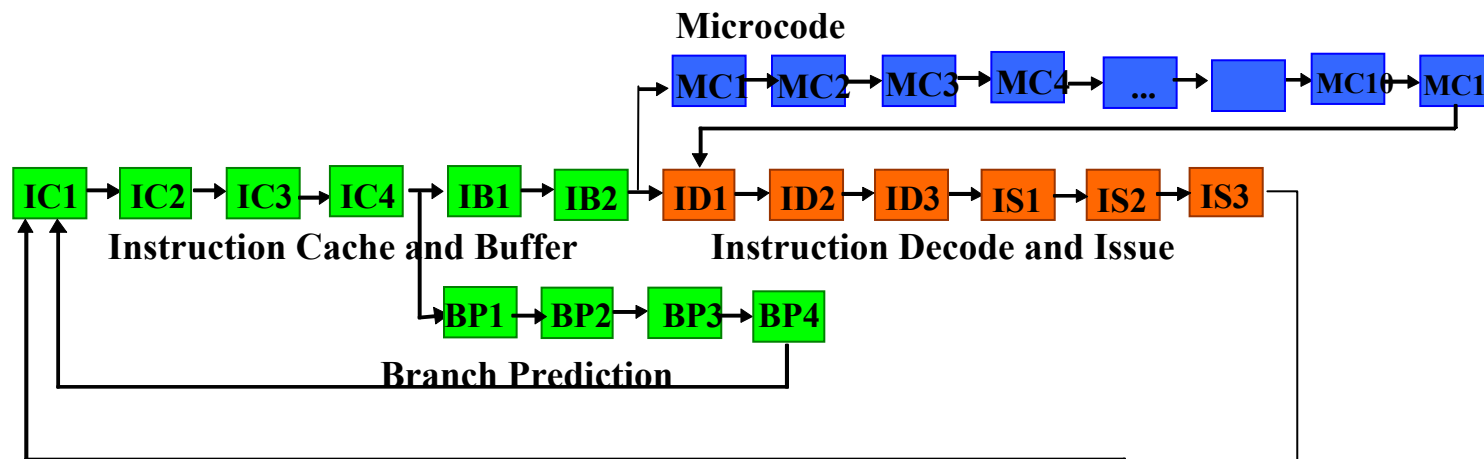 Microcode
MC1 MC2 MC3 MC4 ... MC10 MC1
IC1 IC2 IC3 IC4 IB1 IB2 ID1 ID2 ID3 IS1 IS2 IS3
Instruction Cache and Buffer Instruction Decode and Issue
BP1 BP2 BP3 BP4
Branch Prediction